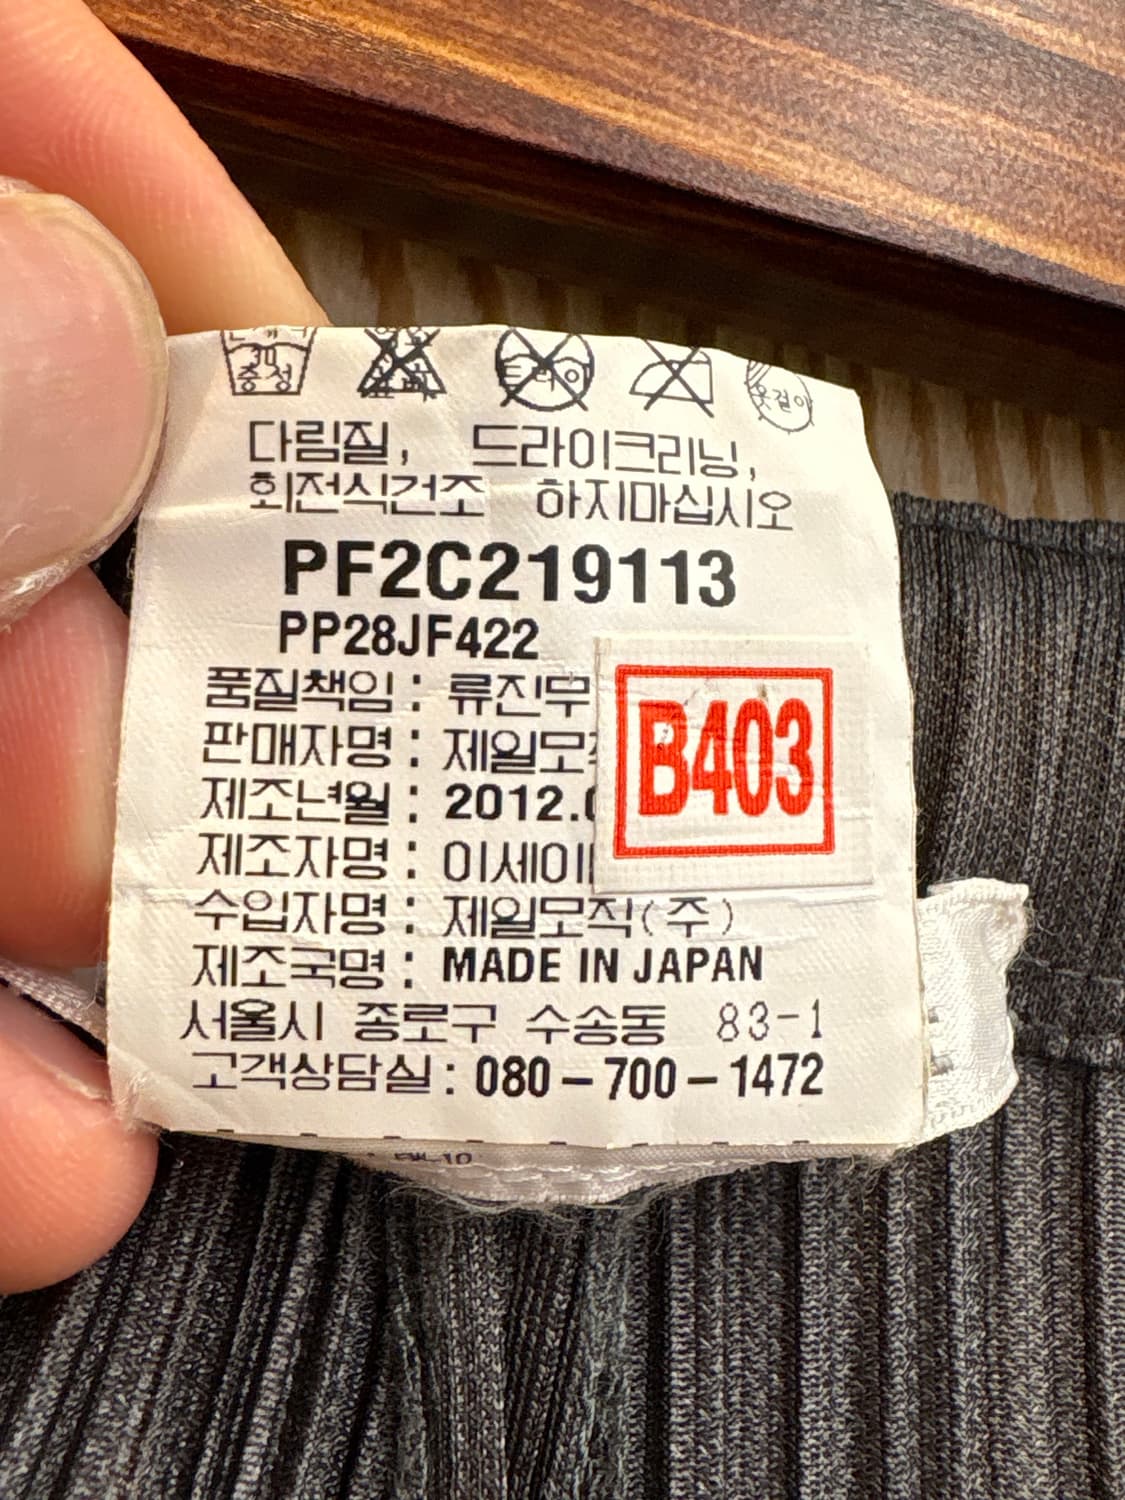 30
중성
옷걸이
다림질, 드라이크리닝,
회전식건조 하지마십시오
PF2C219113
PP28JF422
품질책임 : 류진무
판매자명 : 제일모
제조년월 : 2012.0
제조자명 : 이세이
수입자명 : 제일모직(주)
제조국명 : MADE IN JAPAN
서울시 종로구 수송동 83-1
고객상담실 : 080-700-1472
B403